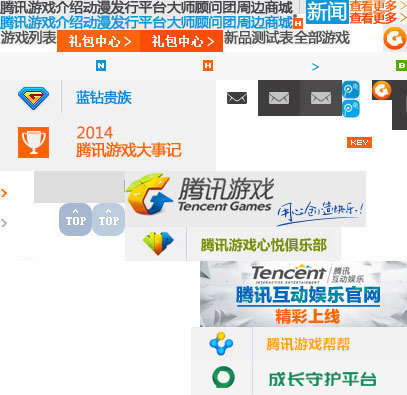 腾讯游戏介绍动漫发行平台大师顾问团周边商城
腾讯游戏介绍动漫发行平台大师顾问团周边商城
新闻
查看更多 >
查看更多 >
游戏列表
礼包中心 >
礼包中心 >
新品测试表
全部游戏
N
H
>
D
蓝钻贵族
2014
腾讯游戏大事记
KEY
腾讯游戏
Tencent Games
用心创造快乐!
TOP
TOP
腾讯游戏心悦俱乐部
Tencent
腾讯
互动娱乐
INTERACTIVE ENTERTAINMENT
腾讯互动娱乐官网
精彩上线
腾讯游戏帮帮
成长守护平台